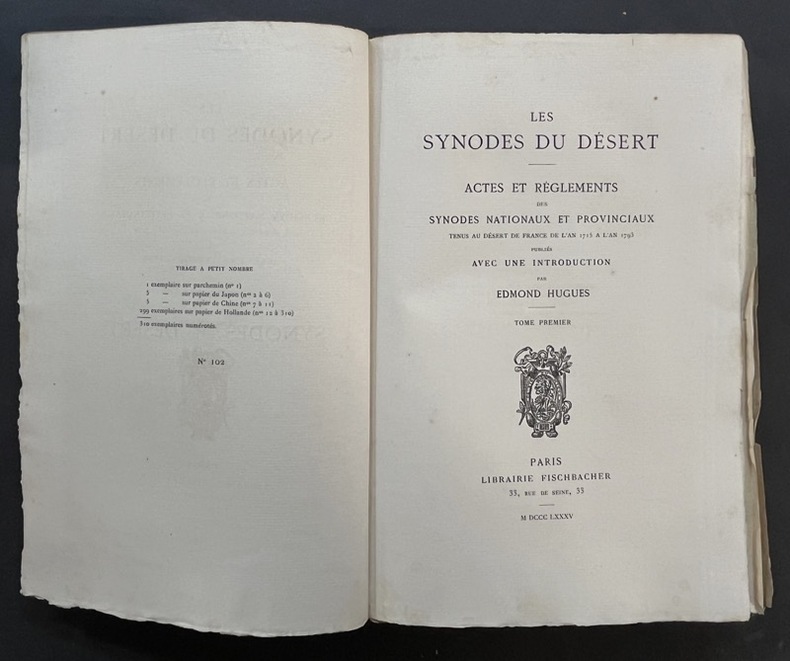 TIRAGE A PETIT NOMBRE
1 exemplaire sur parchemin (nº 1)
5 — sur papier du Japon (nos 2 à 6)
5 — sur papier de Chine (nos 7 à 11)
299 exemplaires sur papier de Hollande (nos 12 à 310)
310 exemplaires numérotés.
Nº 102
LES
SYNODES DU DÉSERT
ACTES ET RÈGLEMENTS
DES
SYNODES NATIONAUX ET PROVINCIAUX
TENUS AU DÉSERT DE FRANCE DE L'AN 1715 A L'AN 1793
PUBLIÉS
AVEC UNE INTRODUCTION
PAR
EDMOND HUGUES
TOME PREMIER
PARIS
LIBRAIRIE FISCHBACHER
33, RUE DE SEINE, 33
M DCCC LXXXV